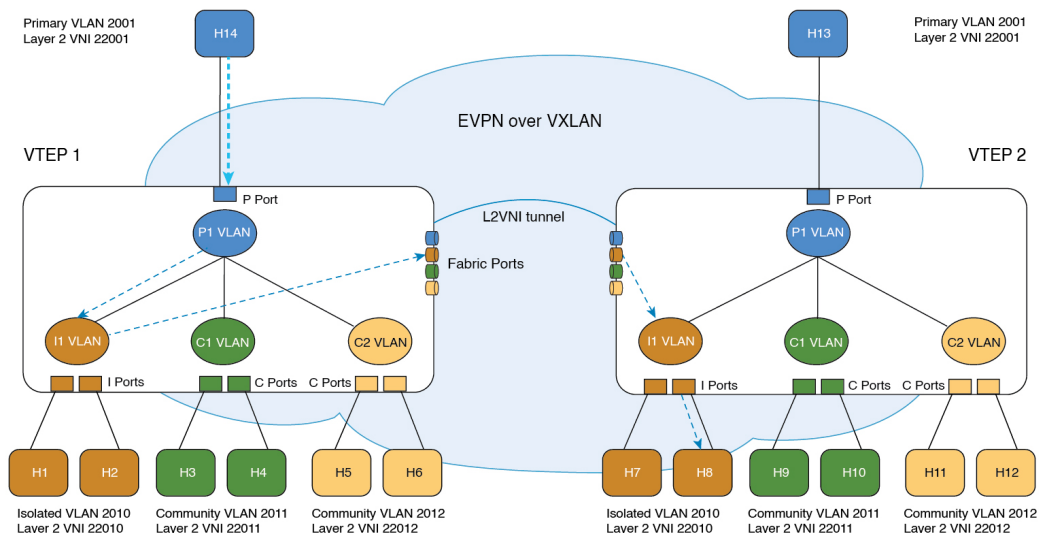 Primary VLAN 2001
Layer 2 VNI 22001
H14
H13
Primary VLAN 2001
Layer 2 VNI 22001
EVPN over VXLAN
VTEP 1
VTEP 2
P Port
P Port
L2VNI tunnel
P1 VLAN
P1 VLAN
Fabric Ports
I1 VLAN
C1 VLAN
C2 VLAN
I1 VLAN
C1 VLAN
C2 VLAN
I Ports
C Ports
C Ports
I Ports
C Ports
C Ports
H1
H2
H3
H4
H5
H6
H7
H8
H9
H10
H11
H12
Isolated VLAN 2010
Layer 2 VNI 22010
Community VLAN 2011
Layer 2 VNI 22011
Community VLAN 2012
Layer 2 VNI 22012
Isolated VLAN 2010
Layer 2 VNI 22010
Community VLAN 2011
Layer 2 VNI 22011
Community VLAN 2012
Layer 2 VNI 22012